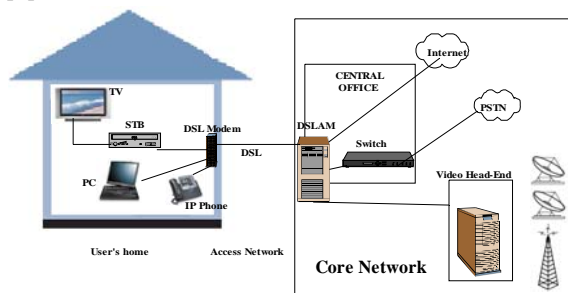 TV
STB
DSL Modem
PC
IP Phone
DSL
User's home
Access Network
Internet
CENTRAL
OFFICE
DSLAM
Switch
PSTN
Video Head-End
Core Network